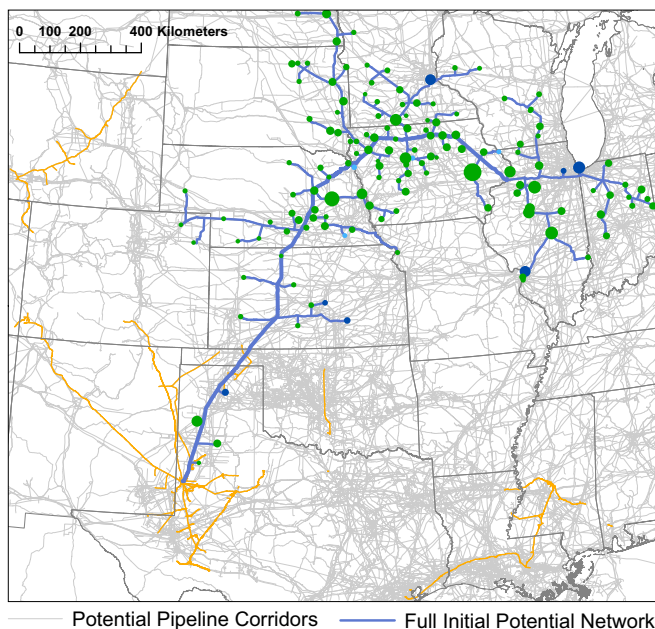 0 100 200 400 Kilometers
Potential Pipeline Corridors Full Initial Potential Network